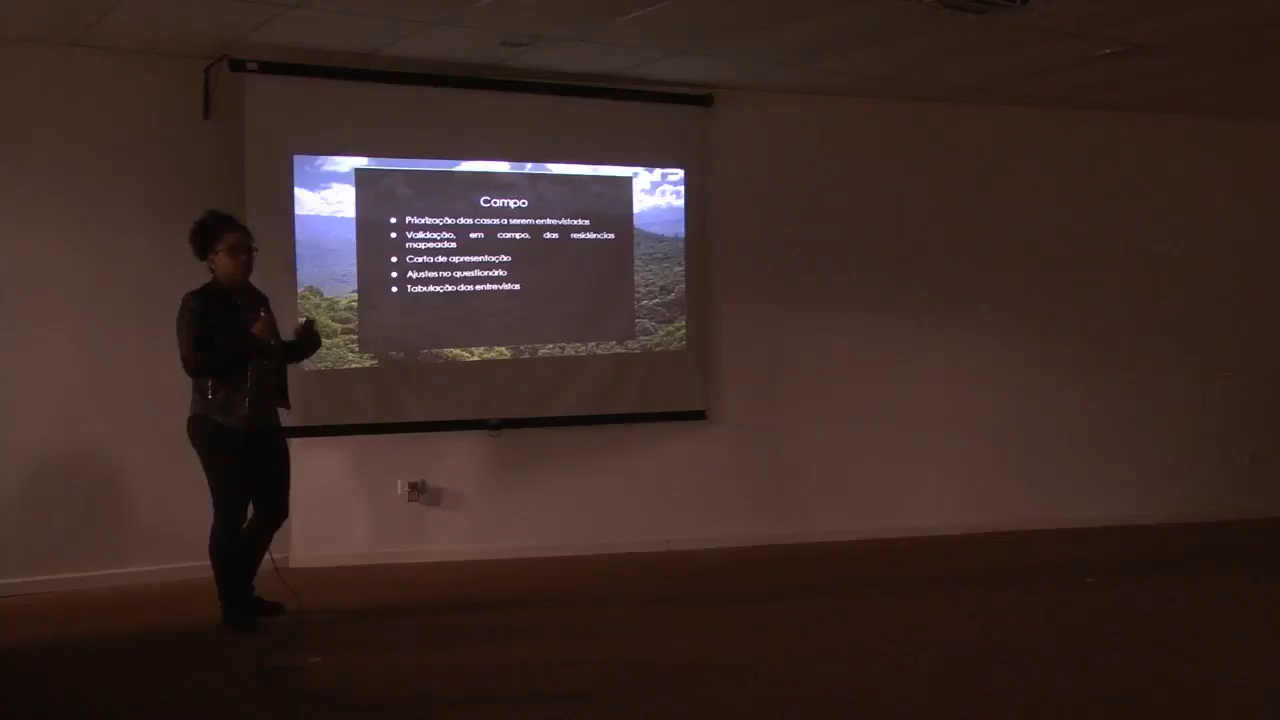 Campo
Priorização das casas a serem entrevistadas
Validação, em campo, das residências
mapeadas
Carta de apresentação
Ajustes no questionário
Tabulação das entrevistas